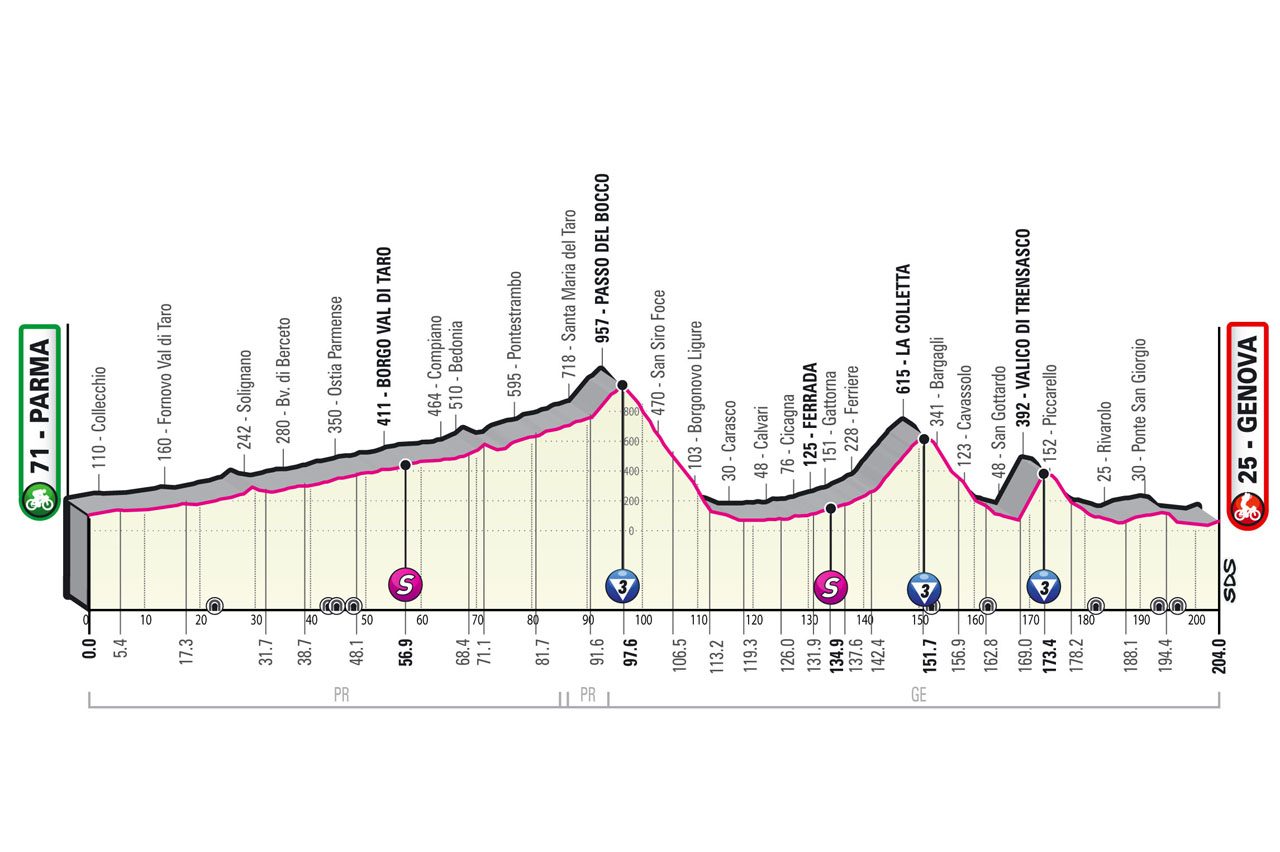 71 - PARMA
110 - Collecchio
160 - Fornovo Val di Taro
242 - Solignano
280 - Bv. di Berceto
350 - Ostia Parmense
411 - BORGO VAL DI TARO
464 - Compiano
510 - Bedonia
595 - Pontestrambo
718 - Santa Maria del Taro
957 - PASSO DEL BOCCO
470 - San Siro Foce
103 - Borgonovo Ligure
30 - Carasco
48 - Calvari
76 - Cicagna
125 - FERRADA
151 - Gattorna
228 - Ferriere
615 - LA COLLETTA
341 - Bargagli
123 - Cavassolo
48 - San Gottardo
392 - VALICO DI TRENSASCO
152 - Piccarello
25 - Rivarolo
30 - Ponte San Giorgio
25 - GENOVA
800
600
400
200
0
S
3
S
3
3
SDS
0 10 20 30 40 50 60 70 80 90 100 110 120 130 140 150 160 170 180 190 200
0.0 5.4 17.3 31.7 38.7 48.1 56.9 68.4 71.1 81.7 91.6 97.6 106.5 113.2 119.3 126.0 131.9 134.9 137.6 142.4 151.7 156.9 162.8 169.0 173.4 178.2 188.1 194.4 204.0
PR PR GE